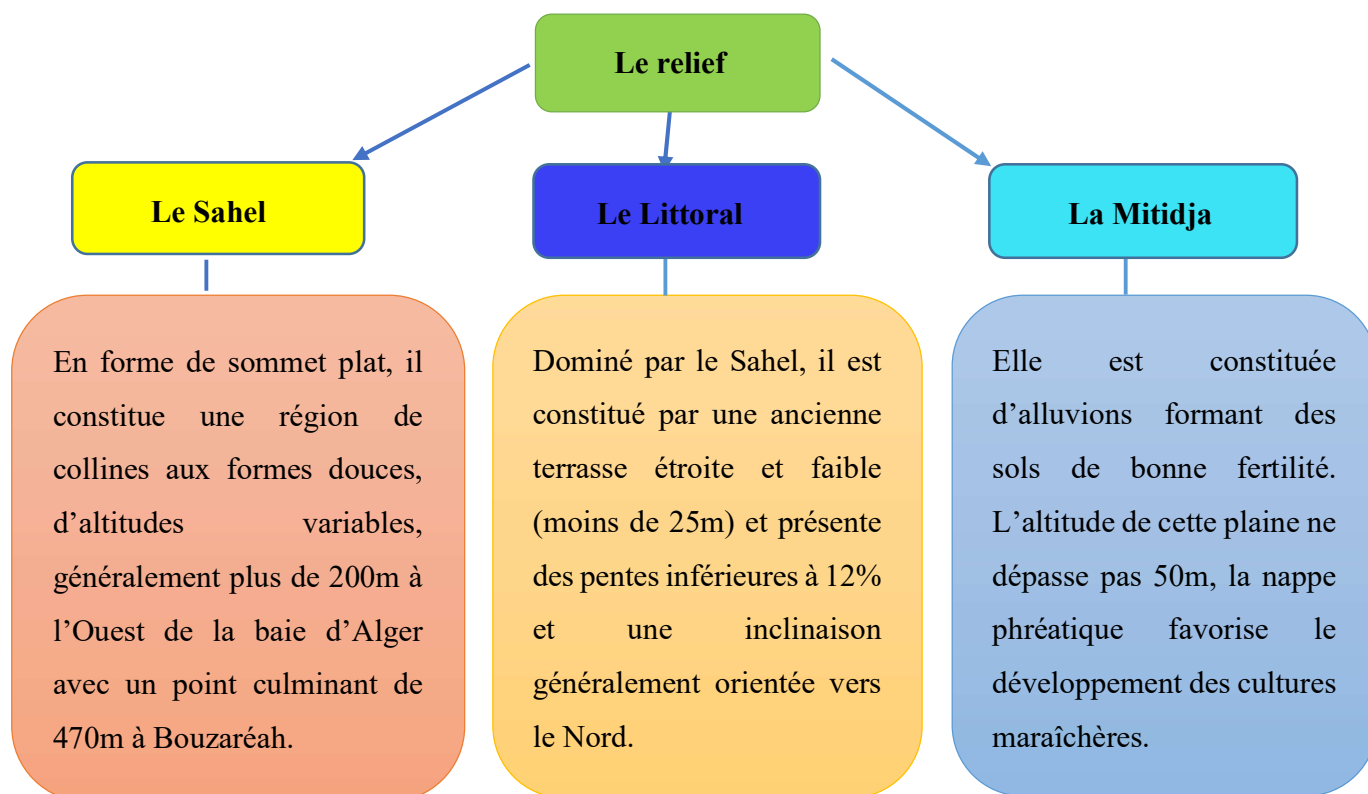 Le relief
Le Sahel
Le Littoral
La Mitidja
En forme de sommet plat, il
constitue une région de
collines aux formes douces,
d’altitudes variables,
généralement plus de 200m à
l’Ouest de la baie d’Alger
avec un point culminant de
470m à Bouzaréah.
Dominé par le Sahel, il est
constitué par une ancienne
terrasse étroite et faible
(moins de 25m) et présente
des pentes inférieures à 12%
et une inclinaison
généralement orientée vers
le Nord.
Elle est constituée
d’alluvions formant des
sols de bonne fertilité.
L’altitude de cette plaine ne
dépasse pas 50m, la nappe
phréatique favorise le
développement des cultures
maraîchères.